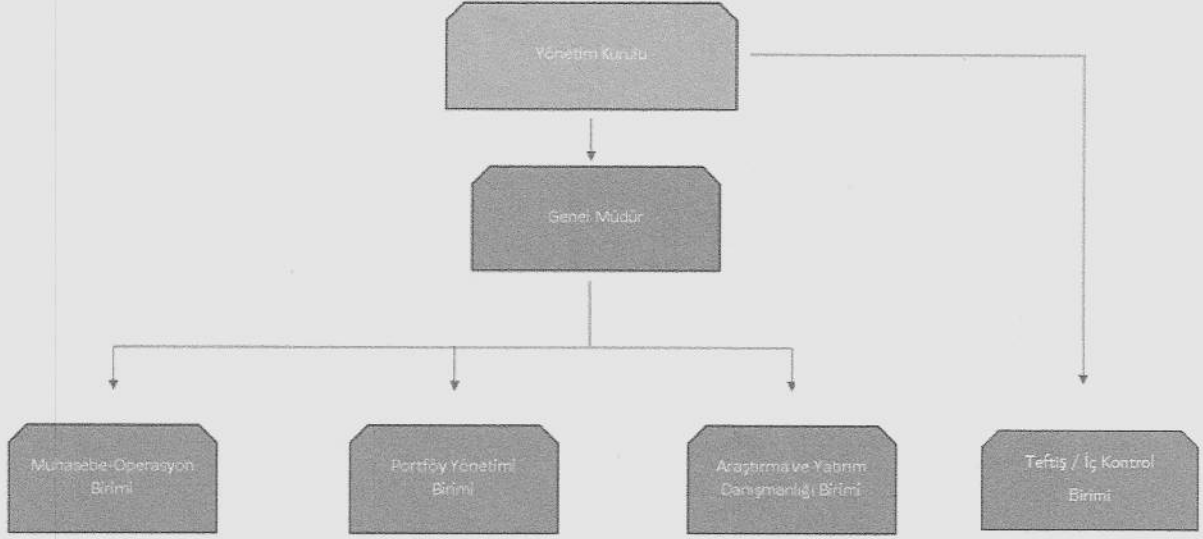 Yönetim Kurulu
Genel Müdür
Muhasebe-Operasyon
Birimi
Portföy Yönetimi
Birimi
Araştırma ve Yatırım
Danışmanlığı Birimi
Teftiş / İç Kontrol
Birimi